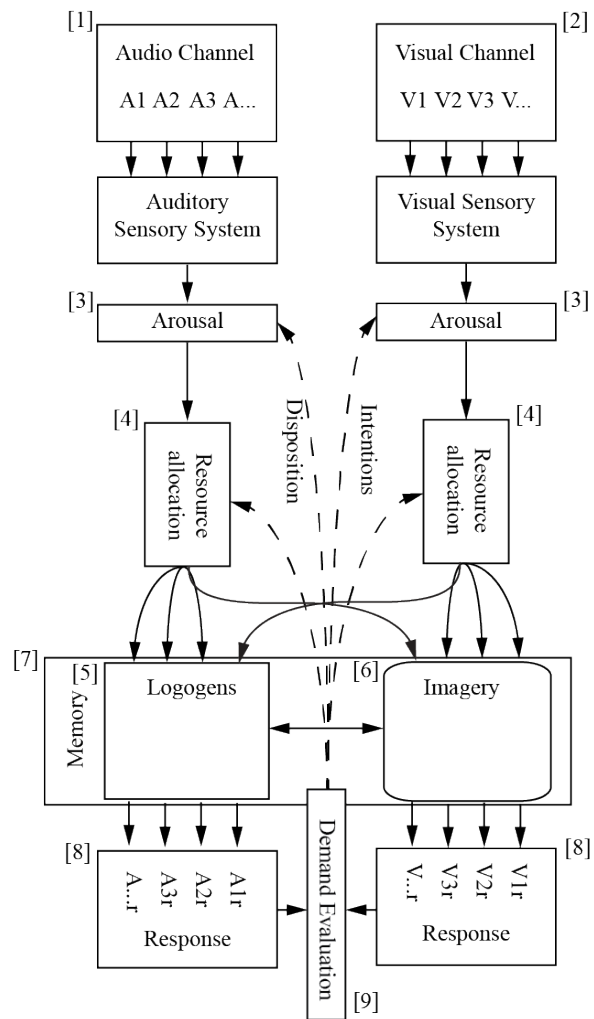 [1]
Audio Channel
A1 A2 A3 A...
[2]
Visual Channel
V1 V2 V3 V...
Auditory
Sensory System
Visual Sensory
System
[3]
Arousal
[3]
Arousal
Disposition
Intentions
[4]
Resource
allocation
[4]
Resource
allocation
[7]
Memory
[5]
Logogens
[6]
Imagery
[8]
A...r
A3r
A2r
A1r
Response
Demand Evaluation
[9]
[8]
V...r
V3r
V2r
V1r
Response